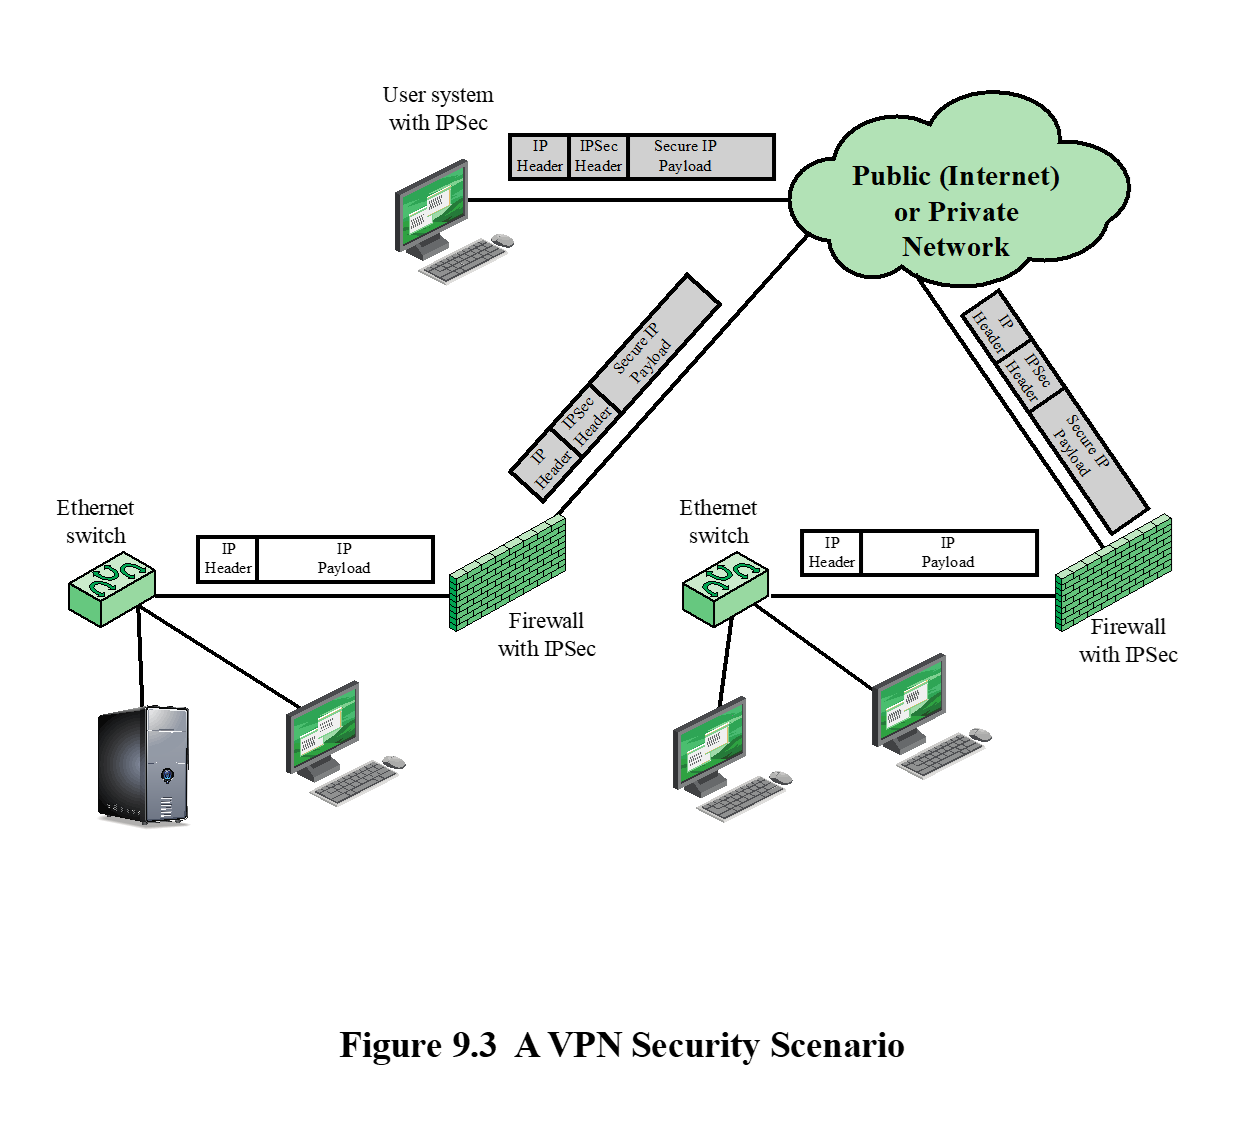 User system
with IPSec
IP
Header
IPSec
Header
Secure IP
Payload
Public (Internet)
or Private
Network
IP
Header
IPSec
Header
Secure IP
Payload
IP
Header
IPSec
Header
Secure IP
Payload
Ethernet
switch
IP
Header
IP
Payload
Firewall
with IPSec
Ethernet
switch
IP
Header
IP
Payload
Firewall
with IPSec
Figure 9.3 A VPN Security Scenario